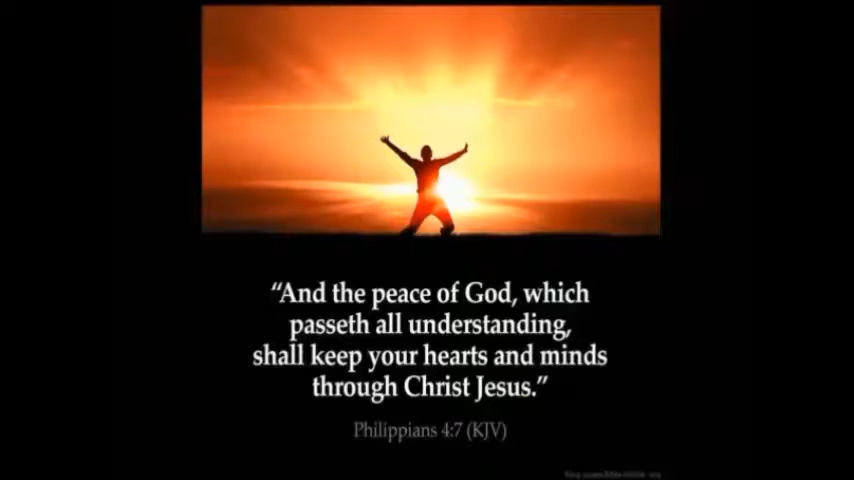 “And the peace of God, which
passeth all understanding,
shall keep your hearts and minds
through Christ Jesus.”
Philippians 4:7 (KJV)